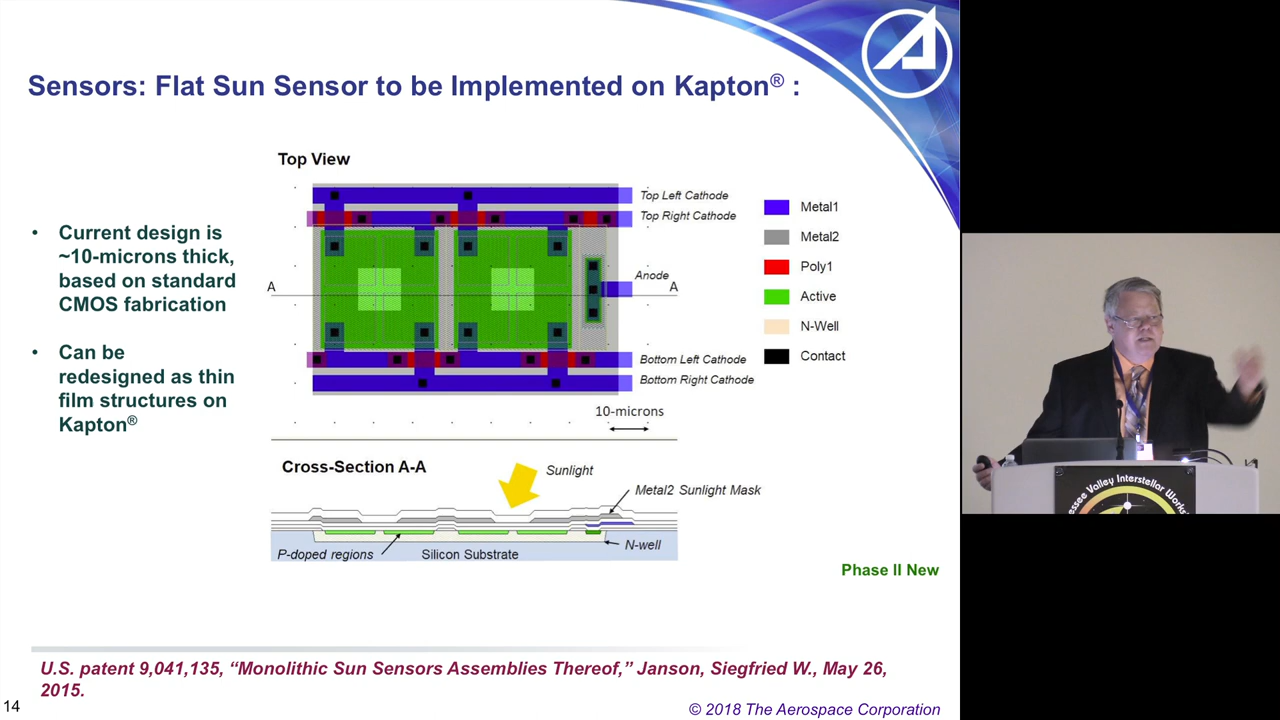 Sensors: Flat Sun Sensor to be Implemented on Kapton® :
Top View
Top Left Cathode
Top Right Cathode
Anode
A
A
Bottom Left Cathode
Bottom Right Cathode
10-microns
Metal1
Metal2
Poly1
Active
N-Well
Contact
• Current design is
~10-microns thick,
based on standard
CMOS fabrication
• Can be
redesigned as thin
film structures on
Kapton®
Cross-Section A-A
Sunlight
Metal2 Sunlight Mask
P-doped regions
Silicon Substrate
N-well
Phase II New
U.S. patent 9,041,135, “Monolithic Sun Sensors Assemblies Thereof,” Janson, Siegfried W., May 26,
2015.
14
© 2018 The Aerospace Corporation
Valley Interstellar